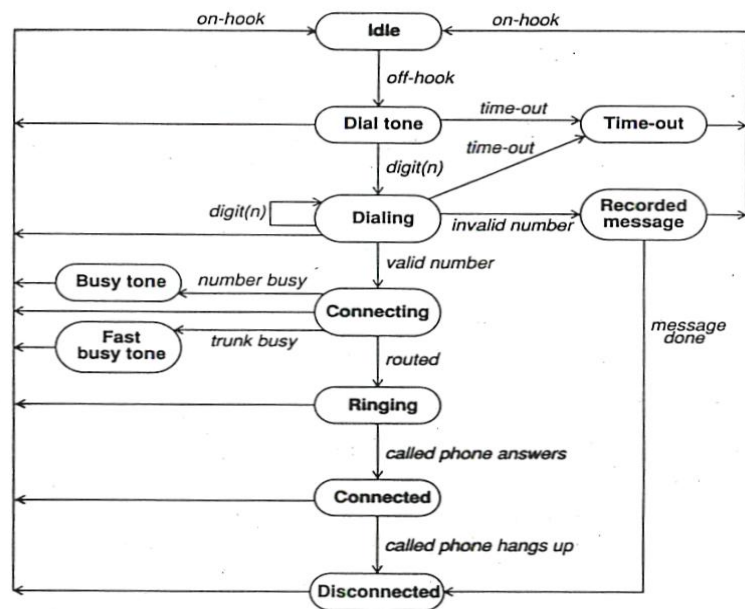 on-hook
Idle
on-hook
off-hook
Dial tone
time-out
Time-out
time-out
digit(n)
digit(n)
Dialing
invalid number
Recorded
message
valid number
Busy tone
number busy
Connecting
Fast
busy tone
trunk busy
message
done
routed
Ringing
called phone answers
Connected
called phone hangs up
Disconnected